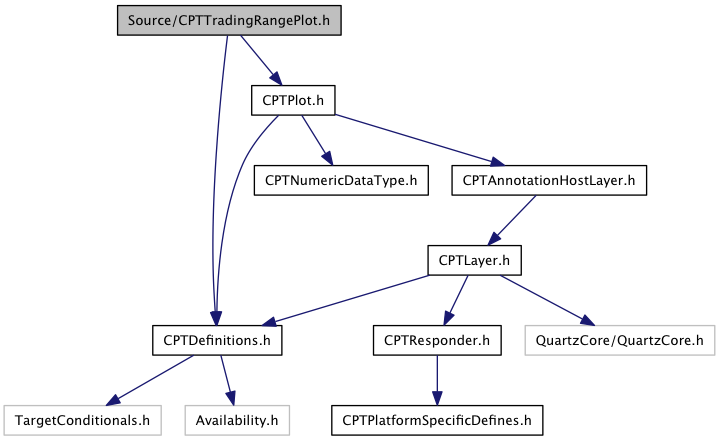 Source/CPTTradingRangePlot.h
CPTPlot.h
CPTNumericDataType.h
CPTAnnotationHostLayer.h
CPTLayer.h
CPTDefinitions.h
CPTResponder.h
QuartzCore/QuartzCore.h
TargetConditionals.h
Availability.h
CPTPlatformSpecificDefines.h